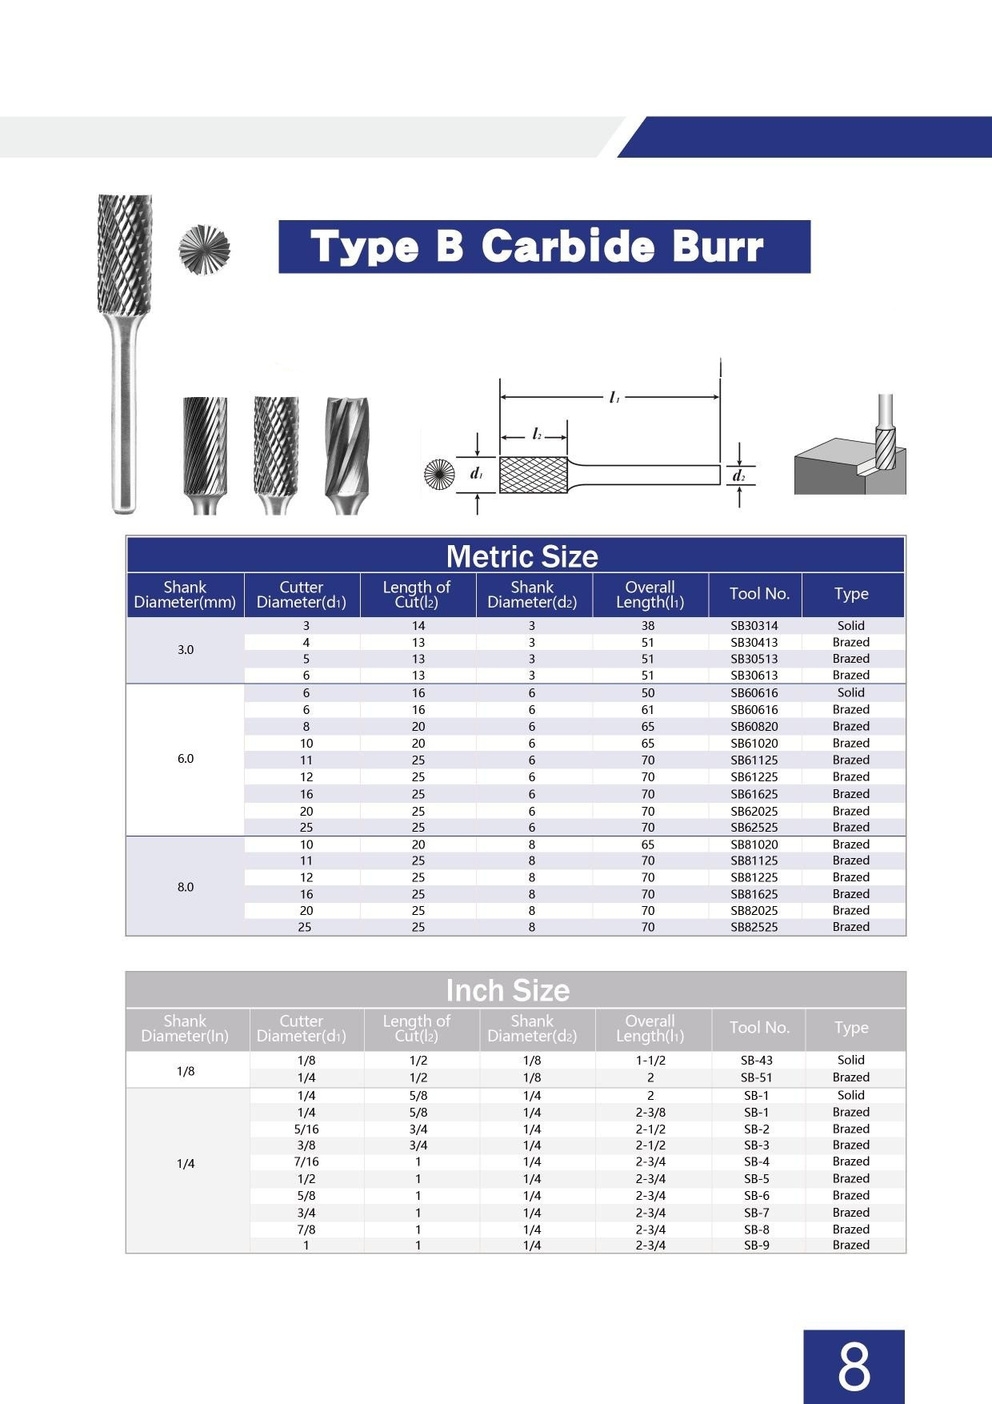 Type B Carbide Burr
l1
l2
d1
d2
Metric Size
Shank Diameter(mm) Cutter Diameter(d1) Length of Cut(l2) Shank Diameter(d2) Overall Length(l1) Tool No. Type
3.0
3 14 3 38 SB30314 Solid
4 13 3 51 SB30413 Brazed
5 13 3 51 SB30513 Brazed
6 13 3 51 SB30613 Brazed
6.0
6 16 6 50 SB60616 Solid
6 16 6 61 SB60616 Brazed
8 20 6 65 SB60820 Brazed
10 20 6 65 SB61020 Brazed
11 25 6 70 SB61125 Brazed
12 25 6 70 SB61225 Brazed
16 25 6 70 SB61625 Brazed
20 25 6 70 SB62025 Brazed
25 25 6 70 SB62525 Brazed
8.0
10 20 8 65 SB81020 Brazed
11 25 8 70 SB81125 Brazed
12 25 8 70 SB81225 Brazed
16 25 8 70 SB81625 Brazed
20 25 8 70 SB82025 Brazed
25 25 8 70 SB82525 Brazed
Inch Size
Shank Diameter(In) Cutter Diameter(d1) Length of Cut(l2) Shank Diameter(d2) Overall Length(l1) Tool No. Type
1/8
1/8 1/2 1/8 1-1/2 SB-43 Solid
1/4 1/2 1/8 2 SB-51 Brazed
1/4
1/4 5/8 1/4 2 SB-1 Solid
1/4 5/8 1/4 2-3/8 SB-1 Brazed
5/16 3/4 1/4 2-1/2 SB-2 Brazed
3/8 3/4 1/4 2-1/2 SB-3 Brazed
7/16 1 1/4 2-3/4 SB-4 Brazed
1/2 1 1/4 2-3/4 SB-5 Brazed
5/8 1 1/4 2-3/4 SB-6 Brazed
3/4 1 1/4 2-3/4 SB-7 Brazed
7/8 1 1/4 2-3/4 SB-8 Brazed
1 1 1/4 2-3/4 SB-9 Brazed
8